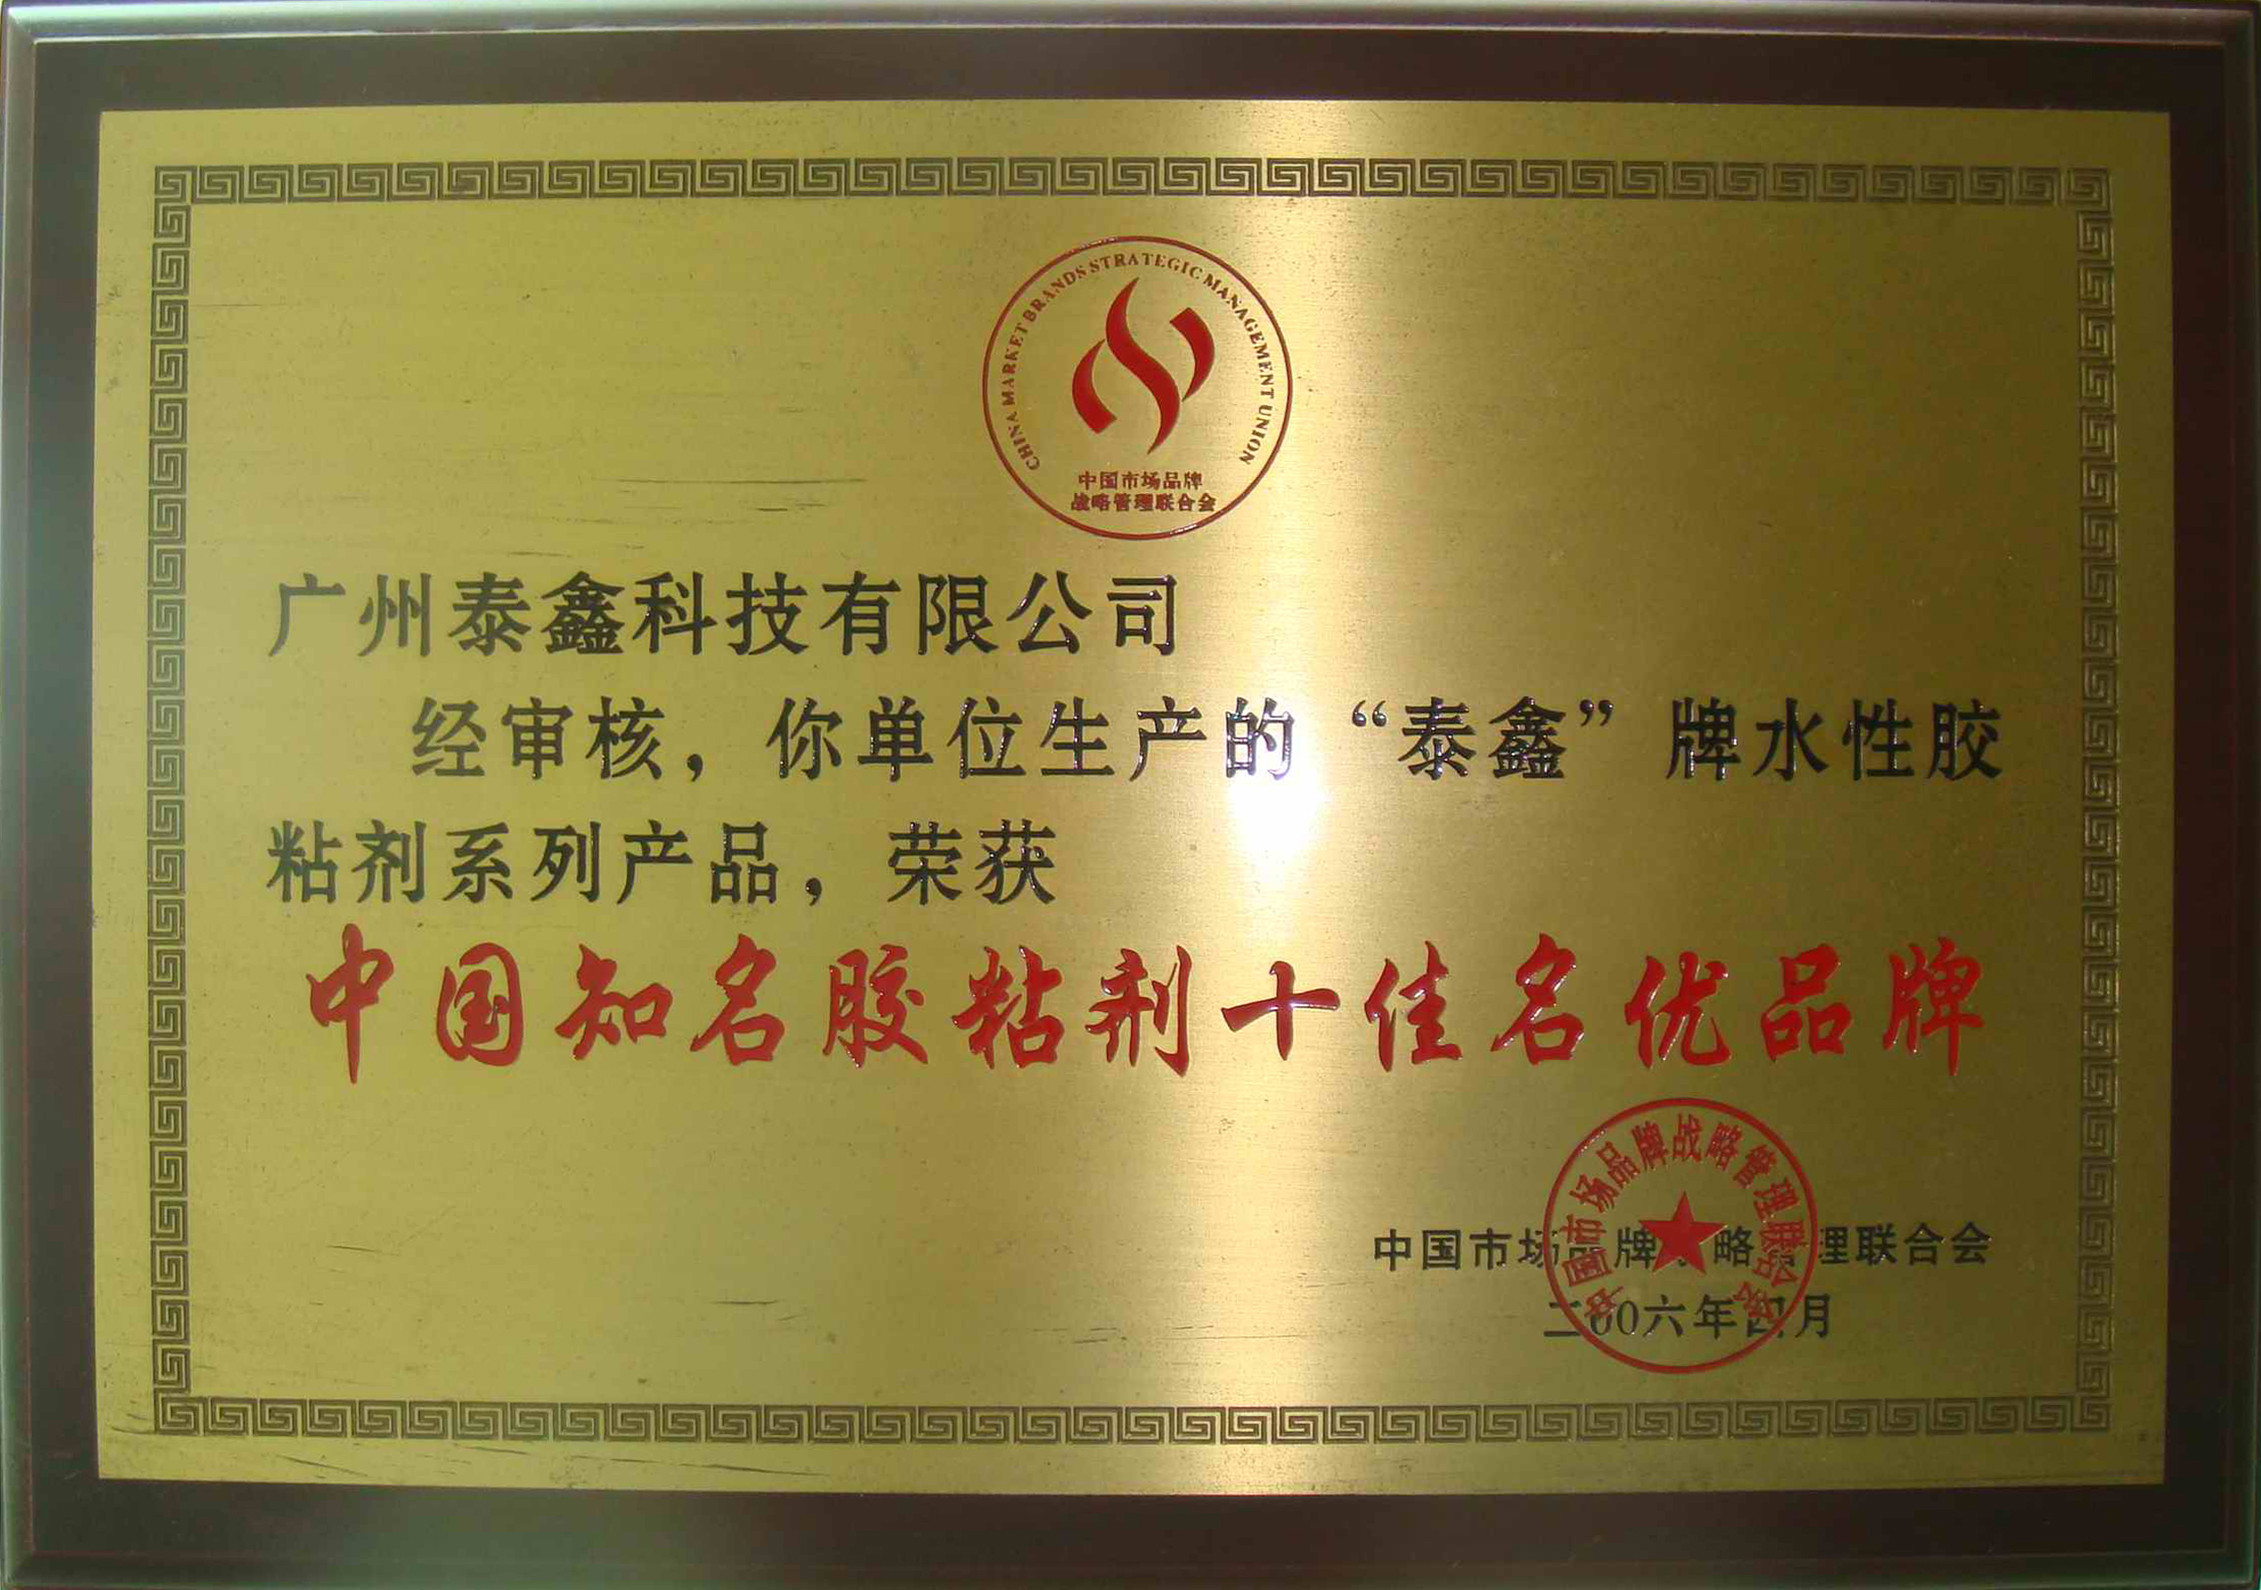 CHINA MARKET BRANDS STRATEGIC MANAGEMENT UNION
中国市场品牌
战略管理联合会
广州泰鑫科技有限公司
经审核，你单位生产的“泰鑫”牌水性胶
粘剂系列产品，荣获
中国知名胶粘剂十佳名优品牌
中国市场品牌战略管理联合会
中国市场品牌战略管理联合会
二00六年四月